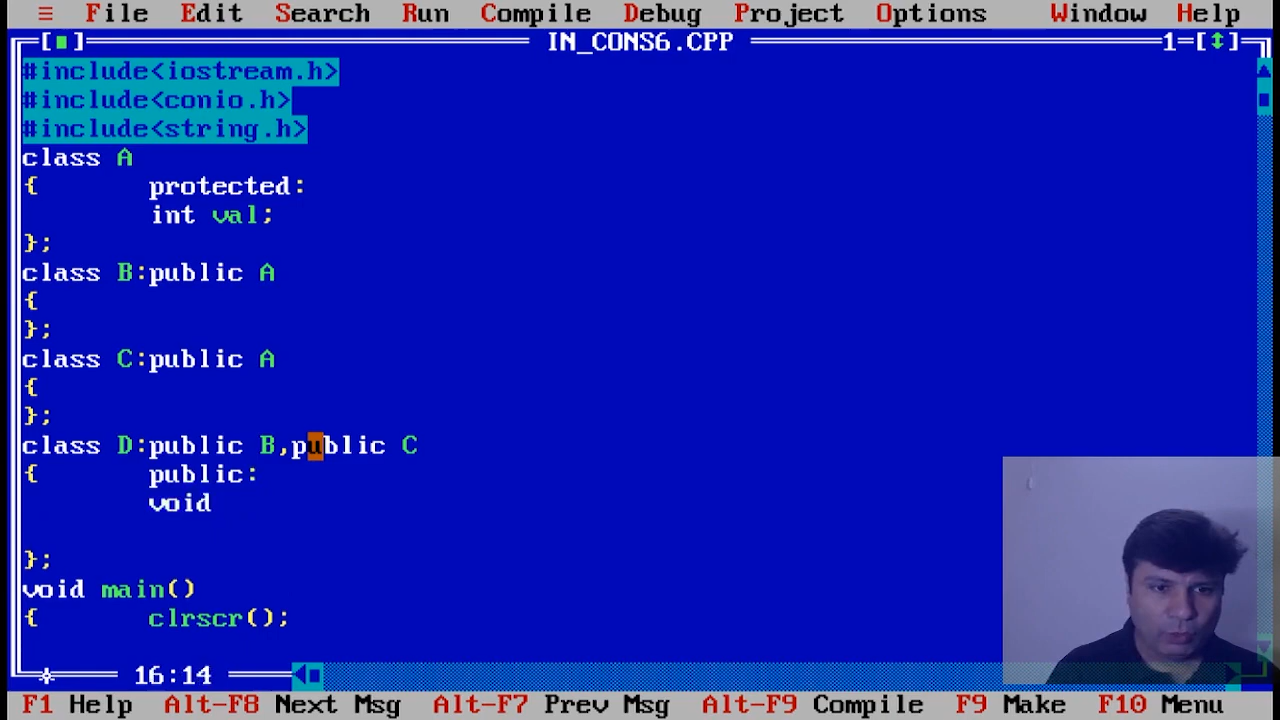 ≡ File Edit Search Run Compile Debug Project Options Window Help
[■] IN_CONS6.CPP 1=[↕]
#include<iostream.h>
#include<conio.h>
#include<string.h>
class A
{ protected:
int val;
};
class B:public A
{
};
class C:public A
{
};
class D:public B,public C
{ public:
void
};
void main()
{ clrscr();
16:14
F1 Help Alt-F8 Next Msg Alt-F7 Prev Msg Alt-F9 Compile F9 Make F10 Menu